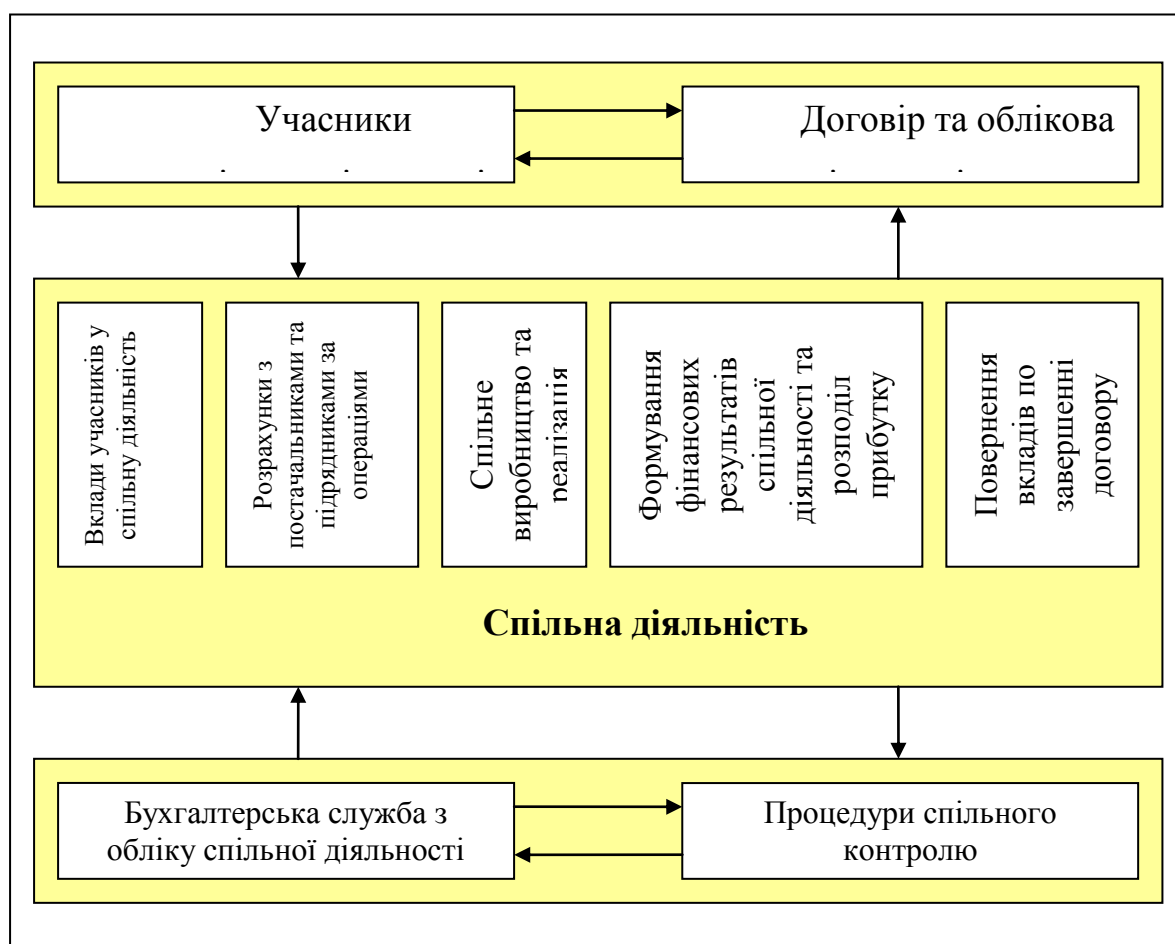 Учасники
Договір та облікова
Вклади учасників у
спільну діяльність
Розрахунки з
постачальниками та
підрядниками за
операціями
Спільне
виробництво та
реалізація
Формування
фінансових
результатів
спільної
діяльності та
розподіл
прибутку
Повернення
вкладів по
завершенні
договору
Спільна діяльність
Бухгалтерська служба з
обліку спільної діяльності
Процедури спільного
контролю